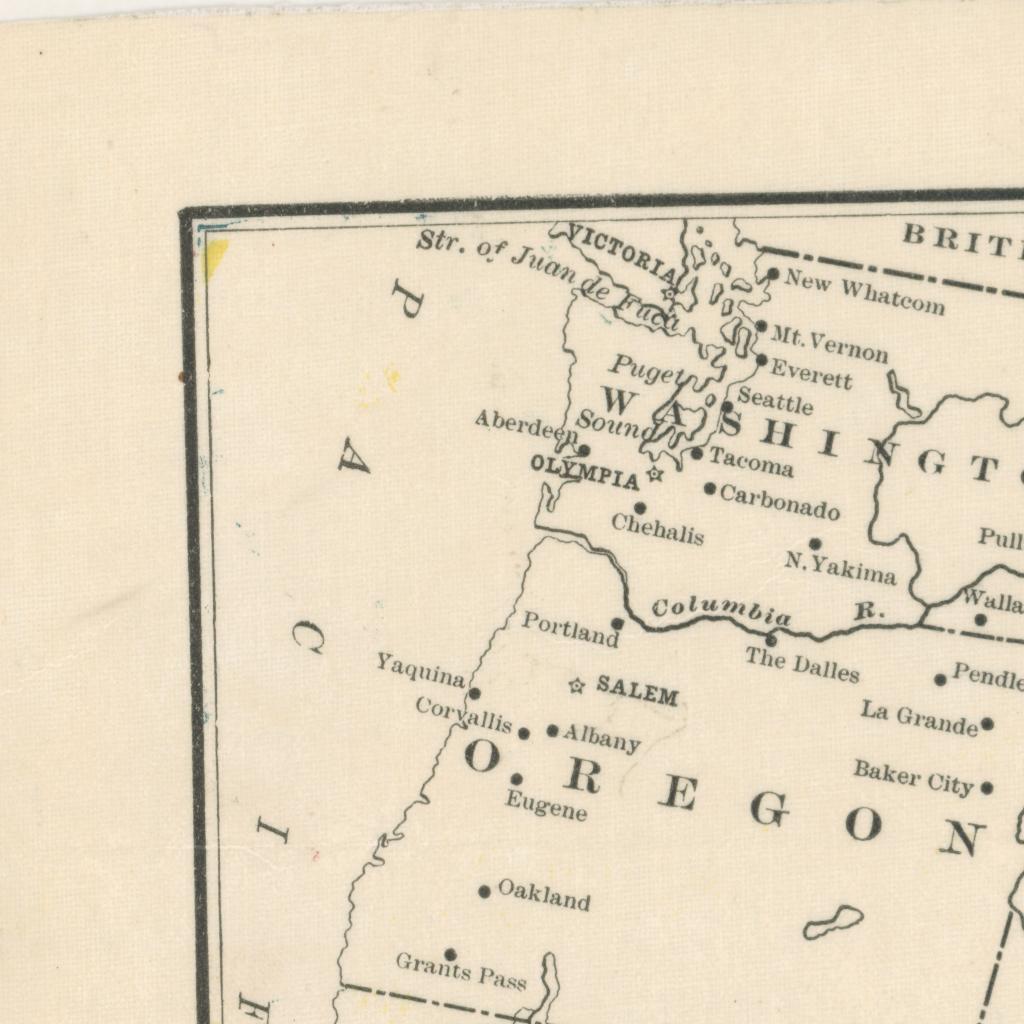 BRITI
VICTORIA
Str. of Juan de Fuca
New Whatcom
Mt. Vernon
Everett
Puget
Sound
Seattle
WASHINGT
Aberdeen
Tacoma
OLYMPIA
Carbonado
Chehalis
Pull
N. Yakima
Walla
Columbia R.
Portland
The Dalles
Yaquina
SALEM
Pendle
Corvallis
Albany
La Grande
OREGON
Baker City
Eugene
Oakland
Grants Pass
PACIF